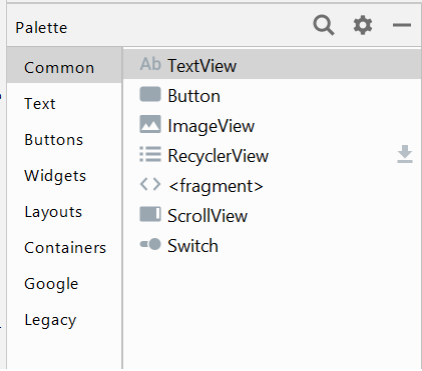 Palette
Common
Text
Buttons
Widgets
Layouts
Containers
Google
Legacy
Ab TextView
Button
ImageView
RecyclerView
<fragment>
ScrollView
Switch